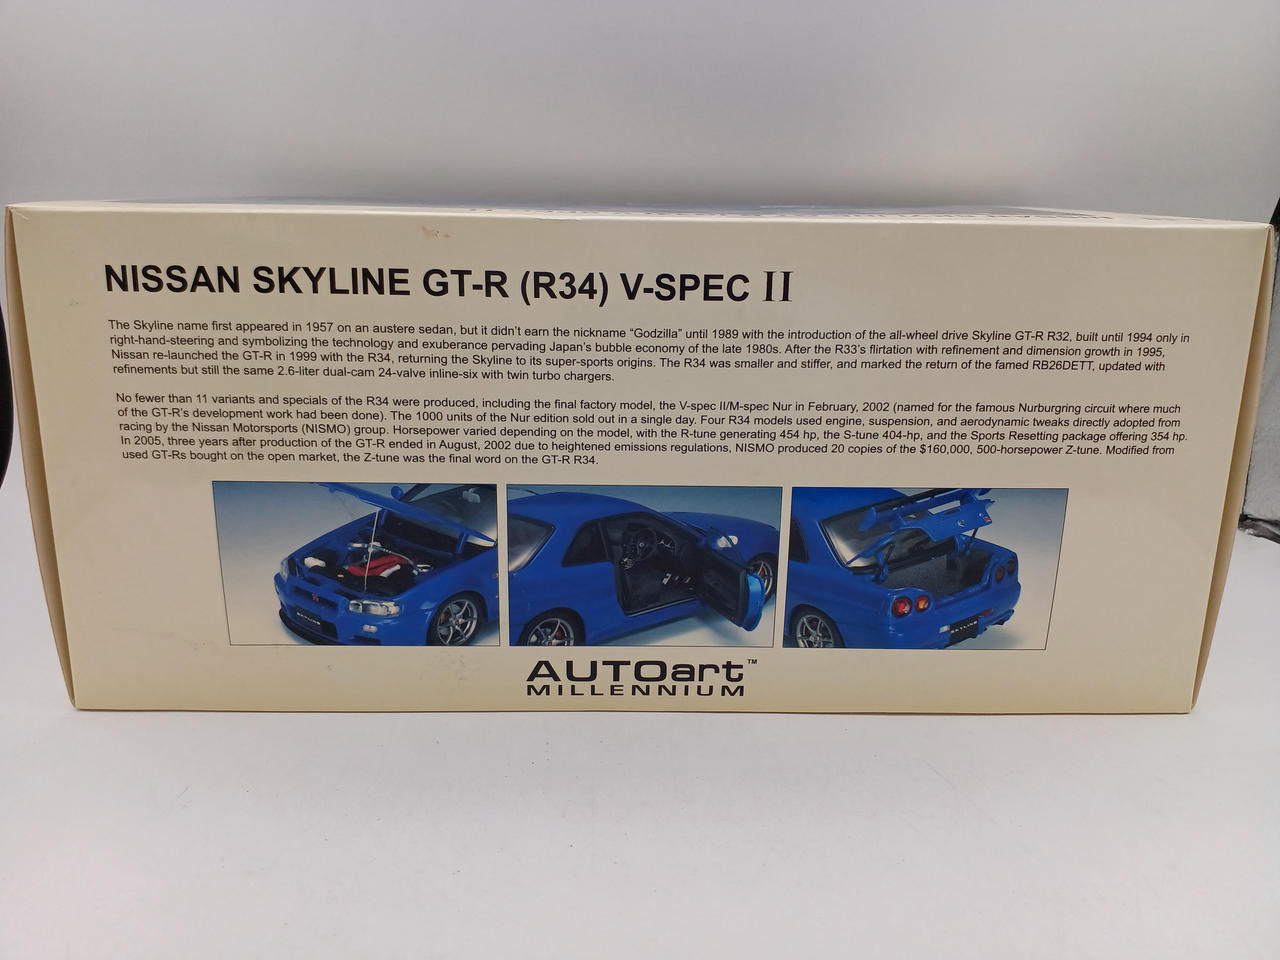 NISSAN SKYLINE GT-R (R34) V-SPEC II
The Skyline name first appeared in 1957 on an austere sedan, but it didn't earn the nickname “Godzilla” until 1989 with the introduction of the all-wheel drive Skyline GT-R R32, built until 1994 only in
right-hand-steering and symbolizing the technology and exuberance pervading Japan's bubble economy of the late 1980s. After the R33's flirtation with refinement and dimension growth in 1995,
Nissan re-launched the GT-R in 1999 with the R34, returning the Skyline to its super-sports origins. The R34 was smaller and stiffer, and marked the return of the famed RB26DETT, updated with
refinements but still the same 2.6-liter dual-cam 24-valve inline-six with twin turbo chargers.
No fewer than 11 variants and specials of the R34 were produced, including the final factory model, the V-spec II/M-spec Nur in February, 2002 (named for the famous Nurburgring circuit where much
of the GT-R's development work had been done). The 1000 units of the Nur edition sold out in a single day. Four R34 models used engine, suspension, and aerodynamic tweaks directly adopted from
racing by the Nissan Motorsports (NISMO) group. Horsepower varied depending on the model, with the R-tune generating 454 hp, the S-tune 404-hp, and the Sports Resetting package offering 354 hp.
In 2005, three years after production of the GT-R ended in August, 2002 due to heightened emissions regulations, NISMO produced 20 copies of the $160,000, 500-horsepower Z-tune. Modified from
used GT-Rs bought on the open market, the Z-tune was the final word on the GT-R R34.
SKYLINE
SKYLINE
AUTOart™
MILLENNIUM